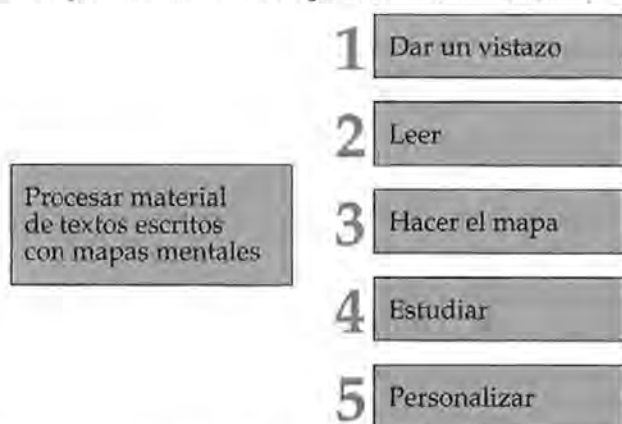 Procesar material
de textos escritos
con mapas mentales
1 Dar un vistazo
2 Leer
3 Hacer el mapa
4 Estudiar
5 Personalizar